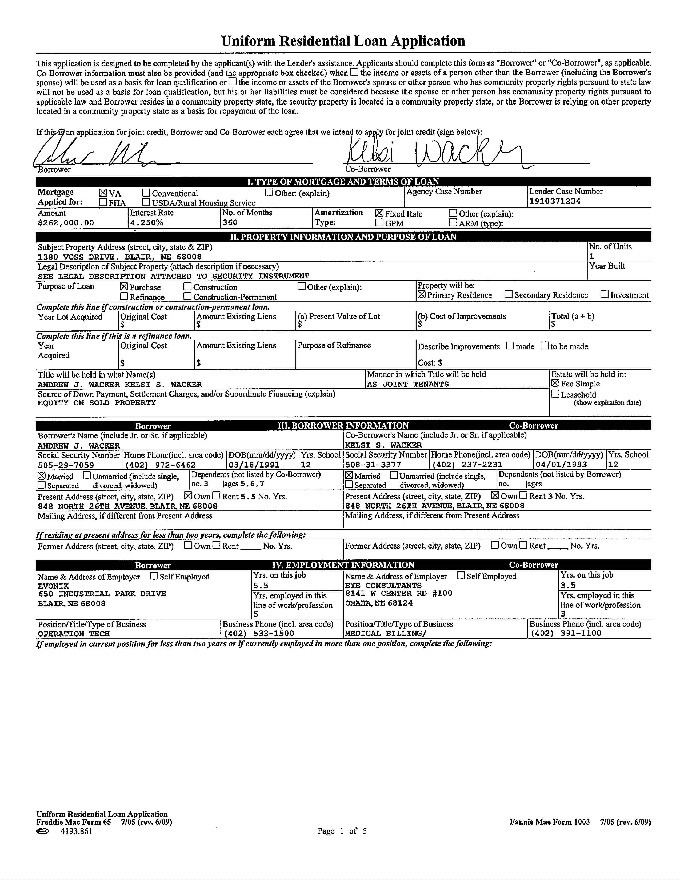 Uniform Residential Loan Application
This application is designed to be completed by the applicant(s) with the Lender's assistance. Applicants should complete this form as "Borrower" or "Co-Borrower", as applicable.
Co-Borrower information must also be provided (and the appropriate box checked) when the income or assets of a person other than the Borrower (including the Borrower's
spouse) will be used as a basis for loan qualification or the income or assets of the Borrower's spouse or other person who has community property rights pursuant to state law
will not be used as a basis for loan qualification, but his or her liabilities must be considered because the spouse or other person has community property rights pursuant to
applicable law and Borrower resides in a community property state, the security property is located in a community property state, or the Borrower is relying on other property
located in a community property state as a basis for repayment of the loan.
If this is an application for joint credit, Borrower and Co-Borrower each agree that we intend to apply for joint credit (sign below):
Kelsi Wacker
Borrower Co-Borrower
I. TYPE OF MORTGAGE AND TERMS OF LOAN
Mortgage Applied for: VA Conventional Other (explain): Agency Case Number Lender Case Number
FHA USDA/Rural Housing Service 1910371234
Amount Interest Rate No. of Months Amortization Type: Fixed Rate Other (explain):
$262,000.00 4.250% 360 GPM ARM (type):
II. PROPERTY INFORMATION AND PURPOSE OF LOAN
Subject Property Address (street, city, state & ZIP) No. of Units
1380 VOSS DRIVE, BLAIR, NE 68008 1
Legal Description of Subject Property (attach description if necessary) Year Built
SEE LEGAL DESCRIPTION ATTACHED TO SECURITY INSTRUMENT
Purpose of Loan Purchase Construction Other (explain): Property will be:
Refinance Construction-Permanent Primary Residence Secondary Residence Investment
Complete this line if construction or construction-permanent loan.
Year Lot Acquired Original Cost Amount Existing Liens (a) Present Value of Lot (b) Cost of Improvements Total (a + b)
$ $ $ $ $
Complete this line if this is a refinance loan.
Year Acquired Original Cost Amount Existing Liens Purpose of Refinance Describe Improvements made to be made
$ $ Cost: $
Title will be held in what Name(s) Manner in which Title will be held Estate will be held in:
ANDREW J. WACKER KELSI S. WACKER AS JOINT TENANTS Fee Simple
Source of Down Payment, Settlement Charges, and/or Subordinate Financing (explain) Leasehold
EQUITY ON SOLD PROPERTY (show expiration date)
Borrower III. BORROWER INFORMATION Co-Borrower
Borrower's Name (include Jr. or Sr. if applicable) Co-Borrower's Name (include Jr. or Sr. if applicable)
ANDREW J. WACKER KELSI S. WACKER
Social Security Number Home Phone(incl. area code) DOB(mm/dd/yyyy) Yrs. School Social Security Number Home Phone(incl. area code) DOB(mm/dd/yyyy) Yrs. School
505-29-7059 (402) 972-6462 03/18/1991 12 508-31-3377 (402) 237-2231 04/01/1993 12
Married Unmarried (include single, Dependents (not listed by Co-Borrower) Married Unmarried (include single, Dependents (not listed by Borrower)
Separated divorced, widowed) no. 3 ages 5,6,7 Separated divorced, widowed) no. ages
Present Address (street, city, state, ZIP) Own Rent 5.5 No. Yrs. Present Address (street, city, state, ZIP) Own Rent 3 No. Yrs.
848 NORTH 26TH AVENUE, BLAIR, NE 68008 848 NORTH 26TH AVENUE, BLAIR, NE 68008
Mailing Address, if different from Present Address Mailing Address, if different from Present Address
If residing at present address for less than two years, complete the following:
Former Address (street, city, state, ZIP) Own Rent No. Yrs. Former Address (street, city, state, ZIP) Own Rent No. Yrs.
Borrower IV. EMPLOYMENT INFORMATION Co-Borrower
Name & Address of Employer Self Employed Yrs. on this job Name & Address of Employer Self Employed Yrs. on this job
EVONIK 5.5 EYE CONSULTANTS 3.5
650 INDUSTRIAL PARK DRIVE Yrs. employed in this 8141 W CENTER RD #100 Yrs. employed in this
BLAIR, NE 68008 line of work/profession OMAHA, NE 68124 line of work/profession
5 3
Position/Title/Type of Business Business Phone (incl. area code) Position/Title/Type of Business Business Phone (incl. area code)
OPERATION TECH (402) 533-1500 MEDICAL BILLING/ (402) 391-1100
If employed in current position for less than two years or if currently employed in more than one position, complete the following:
Uniform Residential Loan Application
Freddie Mac Form 65 7/05 (rev. 6/09) Fannie Mae Form 1003 7/05 (rev. 6/09)
4193.861 Page 1 of 5